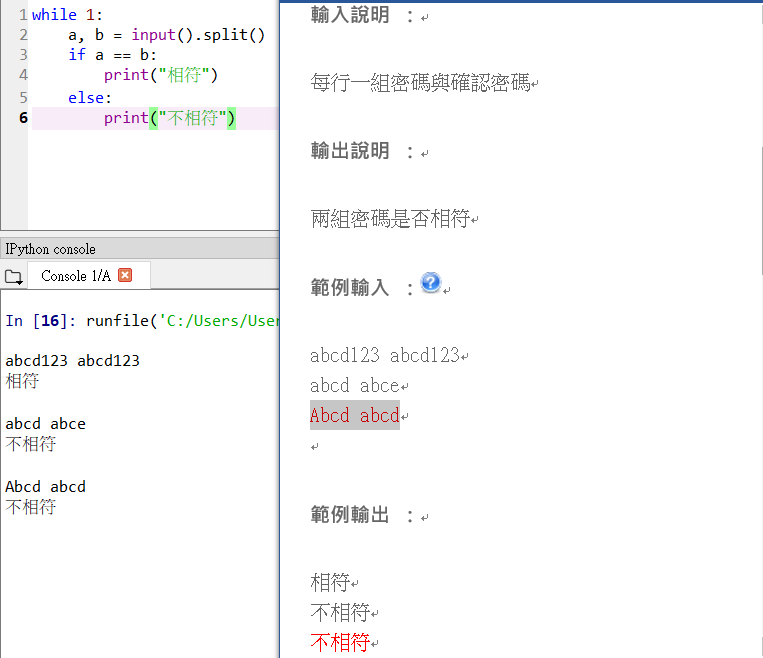 1 while 1:
2 a, b = input().split()
3 if a == b:
4 print("相符")
5 else:
6 print("不相符")
IPython console
Console 1/A
In [16]: runfile('C:/Users/User
abcd123 abcd123
相符
abcd abce
不相符
Abcd abcd
不相符
輸入說明 ：
每行一組密碼與確認密碼
輸出說明 ：
兩組密碼是否相符
範例輸入 ：
abcd123 abcd123
abcd abce
Abcd abcd
範例輸出 ：
相符
不相符
不相符